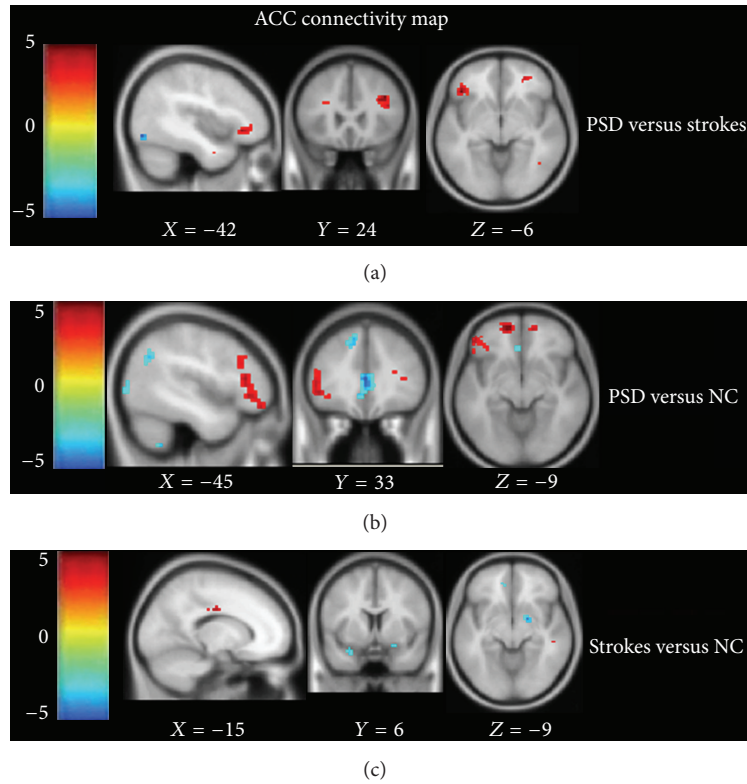 ACC connectivity map
5
0
−5
PSD versus strokes
X = −42
Y = 24
Z = −6
(a)
5
0
−5
PSD versus NC
X = −45
Y = 33
Z = −9
(b)
5
0
−5
Strokes versus NC
X = −15
Y = 6
Z = −9
(c)